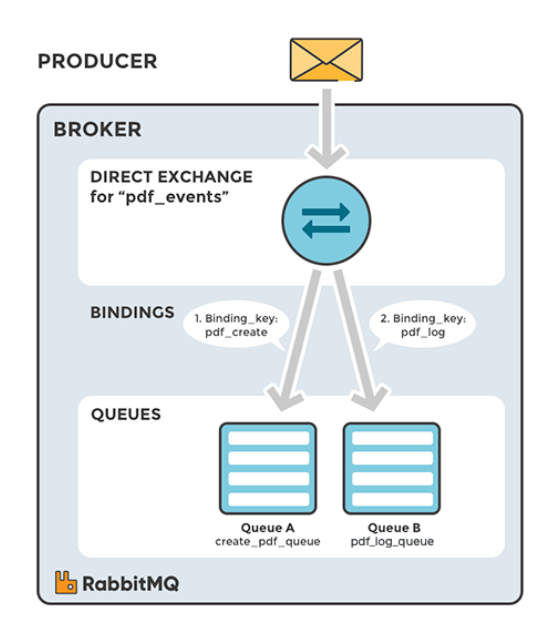 PRODUCER
BROKER
DIRECT EXCHANGE
for “pdf_events”
BINDINGS
1. Binding_key:
pdf_create
2. Binding_key:
pdf_log
QUEUES
Queue A
create_pdf_queue
Queue B
pdf_log_queue
RabbitMQ